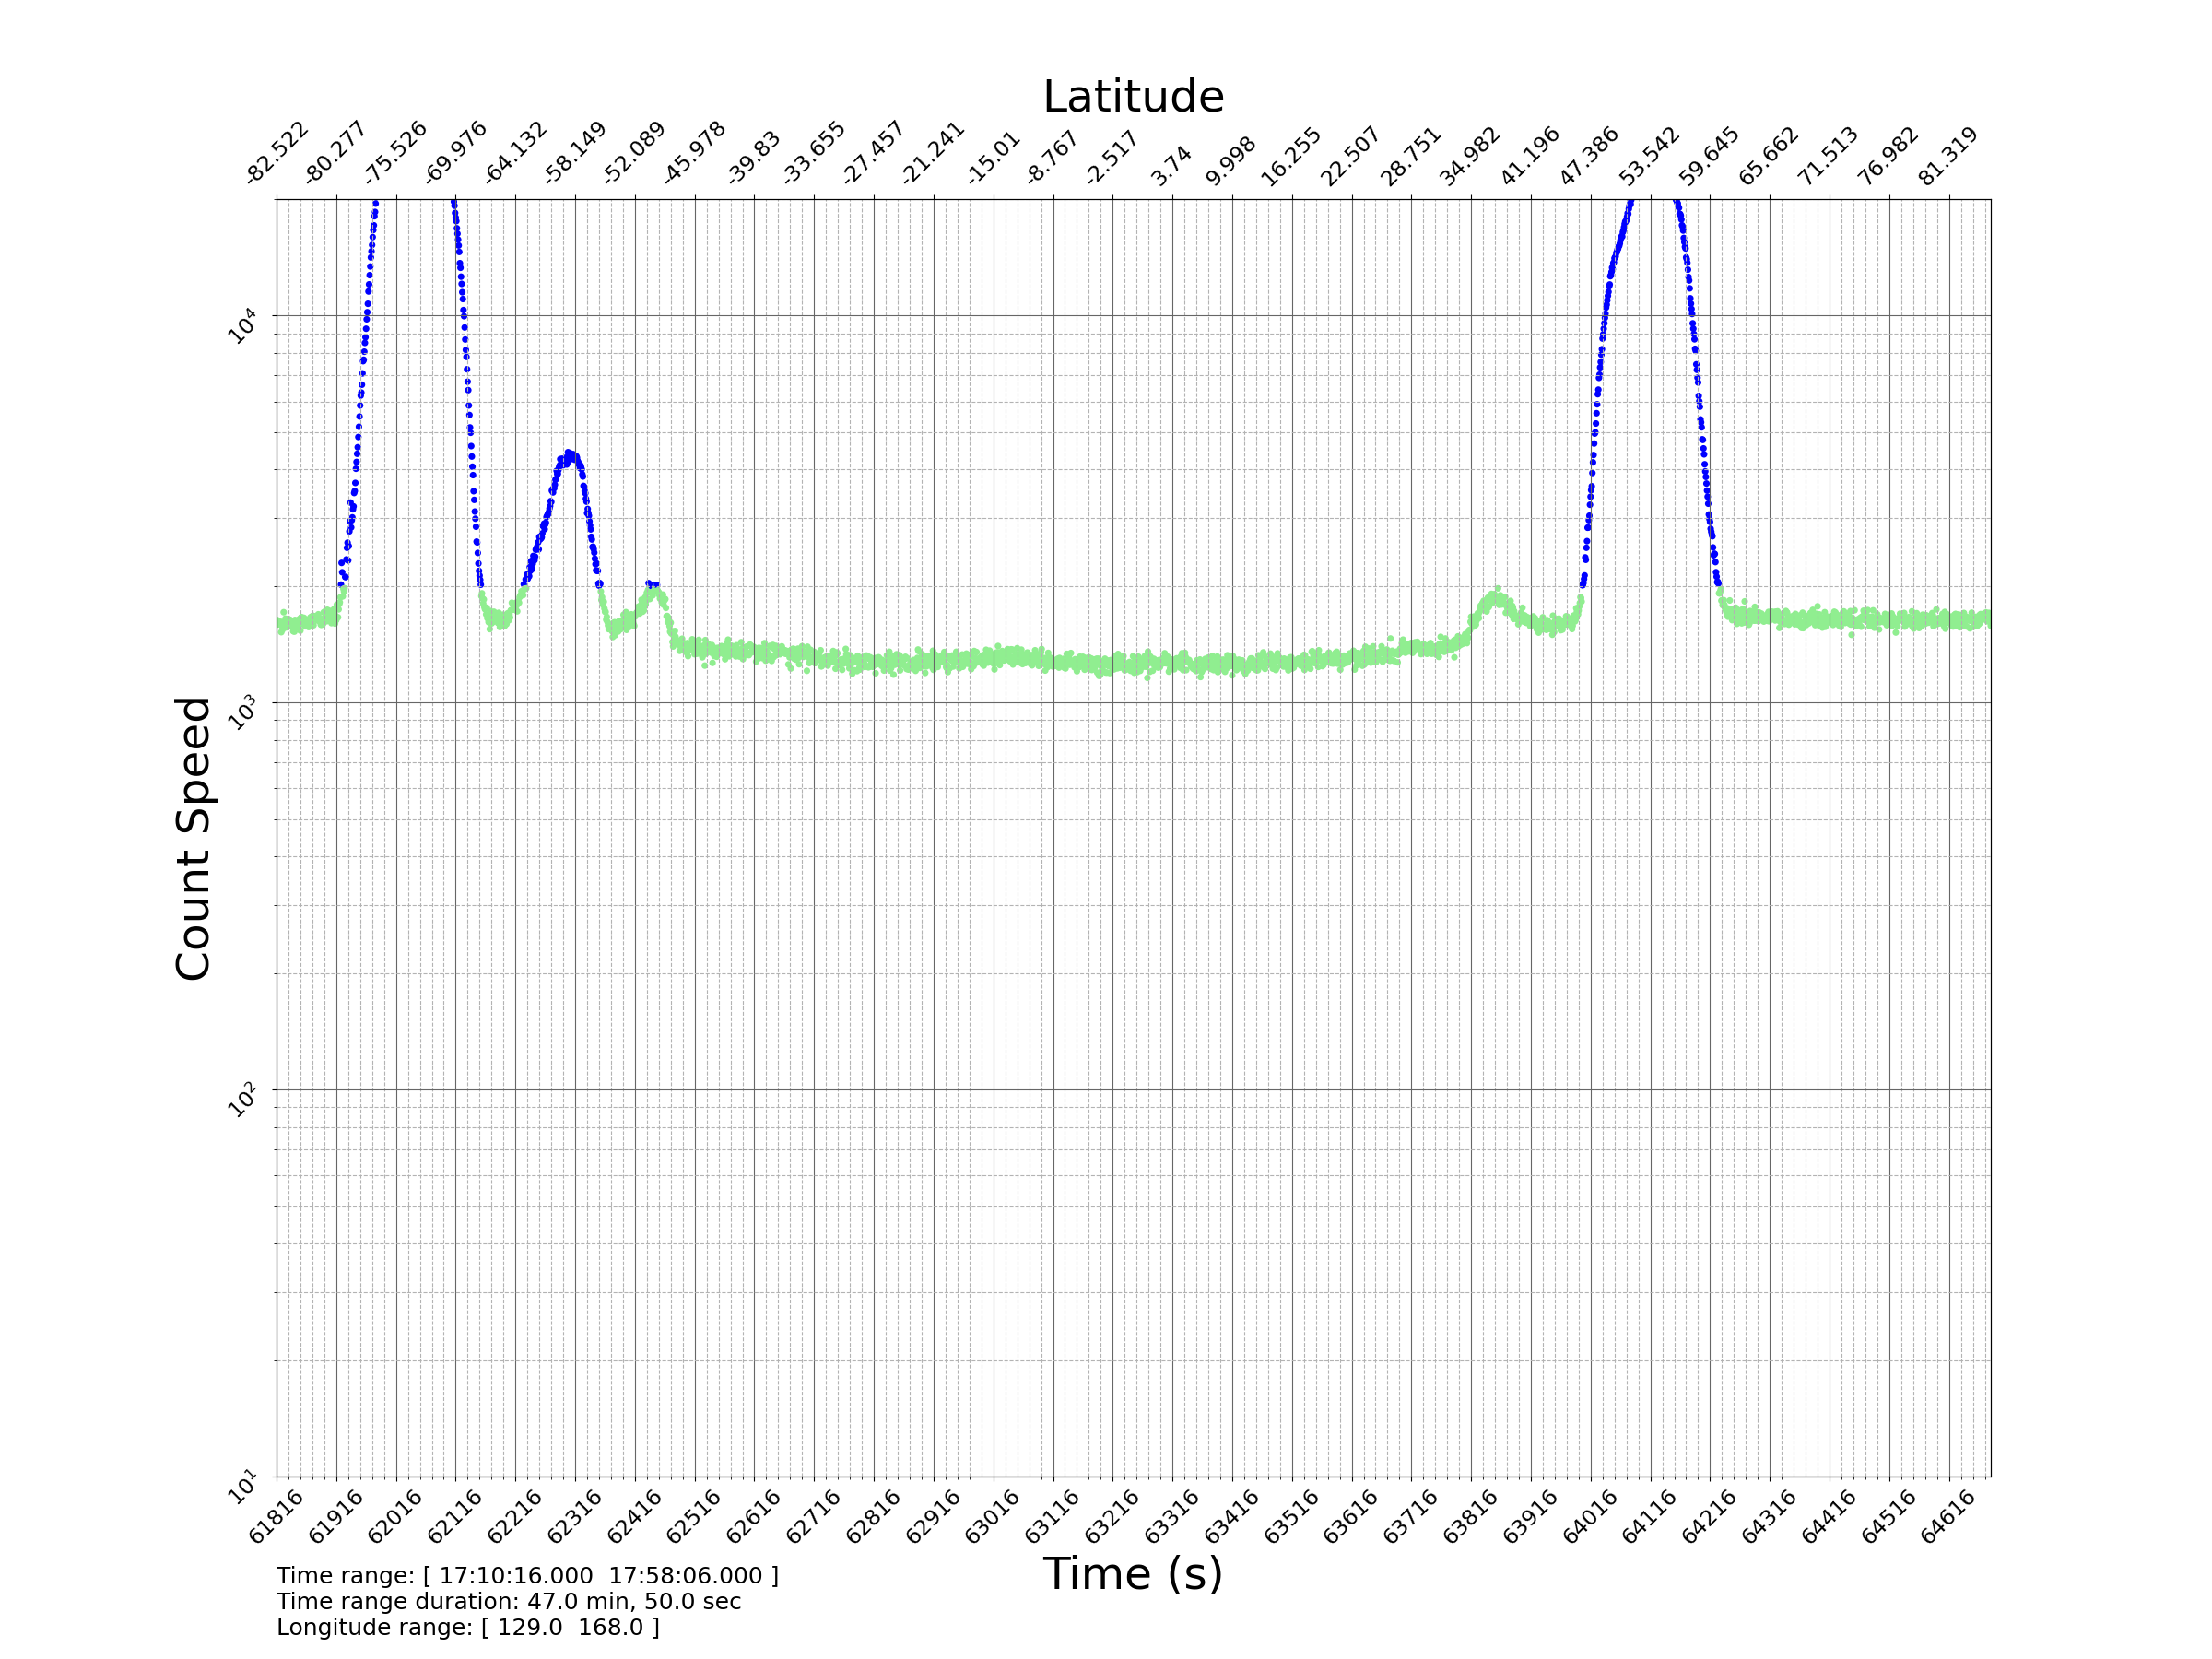 Latitude
-82.522 -80.277 -75.526 -69.976 -64.132 -58.149 -52.089 -45.978 -39.83 -33.655 -27.457 -21.241 -15.01 -8.767 -2.517 3.74 9.998 16.255 22.507 28.751 34.982 41.196 47.386 53.542 59.645 65.662 71.513 76.982 81.319
10^4
10^3
Count Speed
10^2
10^1
61816 61916 62016 62116 62216 62316 62416 62516 62616 62716 62816 62916 63016 63116 63216 63316 63416 63516 63616 63716 63816 63916 64016 64116 64216 64316 64416 64516 64616
Time (s)
Time range: [ 17:10:16.000  17:58:06.000 ]
Time range duration: 47.0 min, 50.0 sec
Longitude range: [ 129.0  168.0 ]